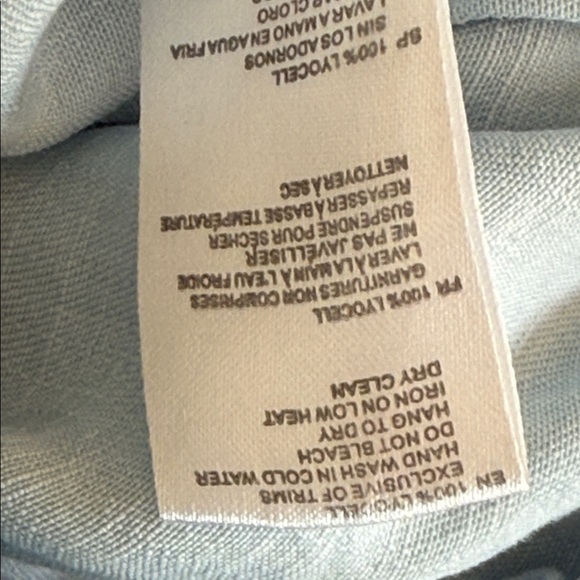 EN 100% LYOCELL
EXCLUSIVE OF TRIMS
HAND WASH IN COLD WATER
DO NOT BLEACH
HANG TO DRY
IRON ON LOW HEAT
DRY CLEAN
FR 100% LYOCELL
GARNITURES NON COMPRISES
LAVER À LA MAIN À L'EAU FROIDE
NE PAS JAVÉLLISER
SUSPENDRE POUR SÉCHER
REPASSER À BASSE TEMPÉRATURE
NETTOYER À SEC
SP 100% LYOCELL
SIN LOS ADORNOS
LAVAR A MANO EN AGUA FRIA
CLORO